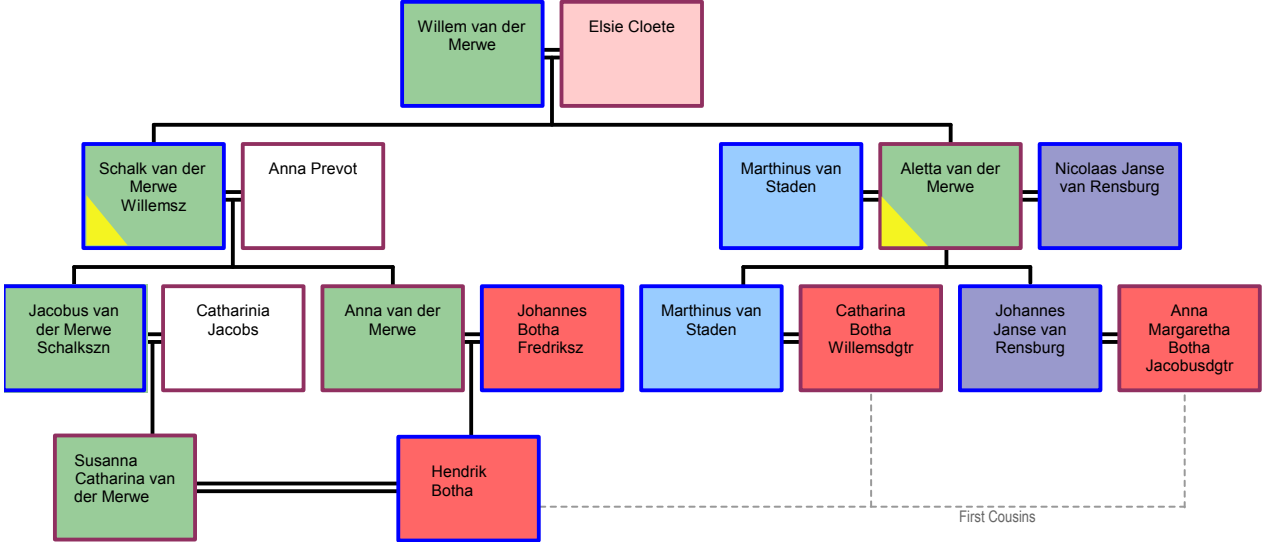 Willem van der
Merwe
Elsie Cloete
Schalk van der
Merwe
Willemsz
Anna Prevot
Marthinus van
Staden
Aletta van der
Merwe
Nicolaas Janse
van Rensburg
Jacobus van
der Merwe
Schalkszn
Catharinia
Jacobs
Anna van der
Merwe
Johannes
Botha
Fredriksz
Marthinus van
Staden
Catharina
Botha
Willemsdgtr
Johannes
Janse van
Rensburg
Anna
Margaretha
Botha
Jacobusdgtr
Susanna
Catharina van
der Merwe
Hendrik
Botha
First Cousins